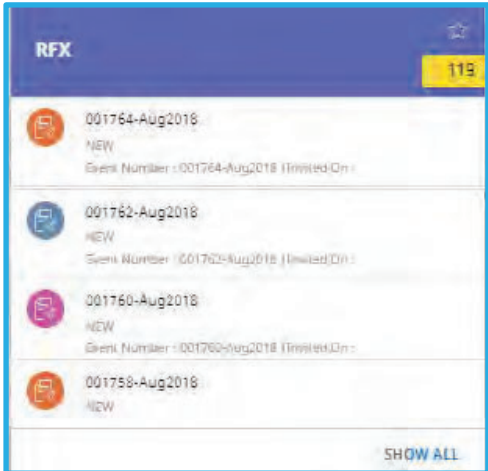 RFX
119
001764-Aug2018
NEW
Event Number : 001764-Aug2018 | Invited On :
001762-Aug2018
NEW
Event Number : 001762-Aug2018 | Invited On :
001760-Aug2018
NEW
Event Number : 001760-Aug2018 | Invited On :
001758-Aug2018
NEW
SHOW ALL